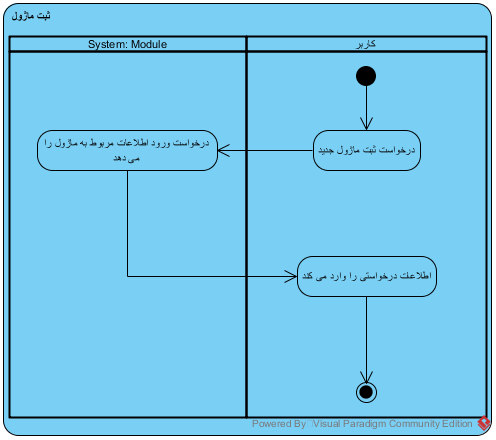 ثبت ماژول
System: Module
کاربر
درخواست ثبت ماژول جدید
درخواست ورود اطلاعات مربوط به ماژول را
می دهد
اطلاعات درخواستی را وارد می کند
Powered By Visual Paradigm Community Edition